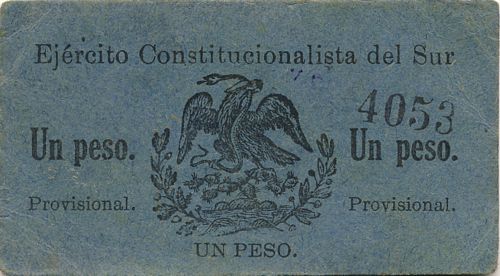 Ejército Constitucionalista del Sur
4053
Un peso. Un peso.
Provisional. Provisional.
UN PESO.